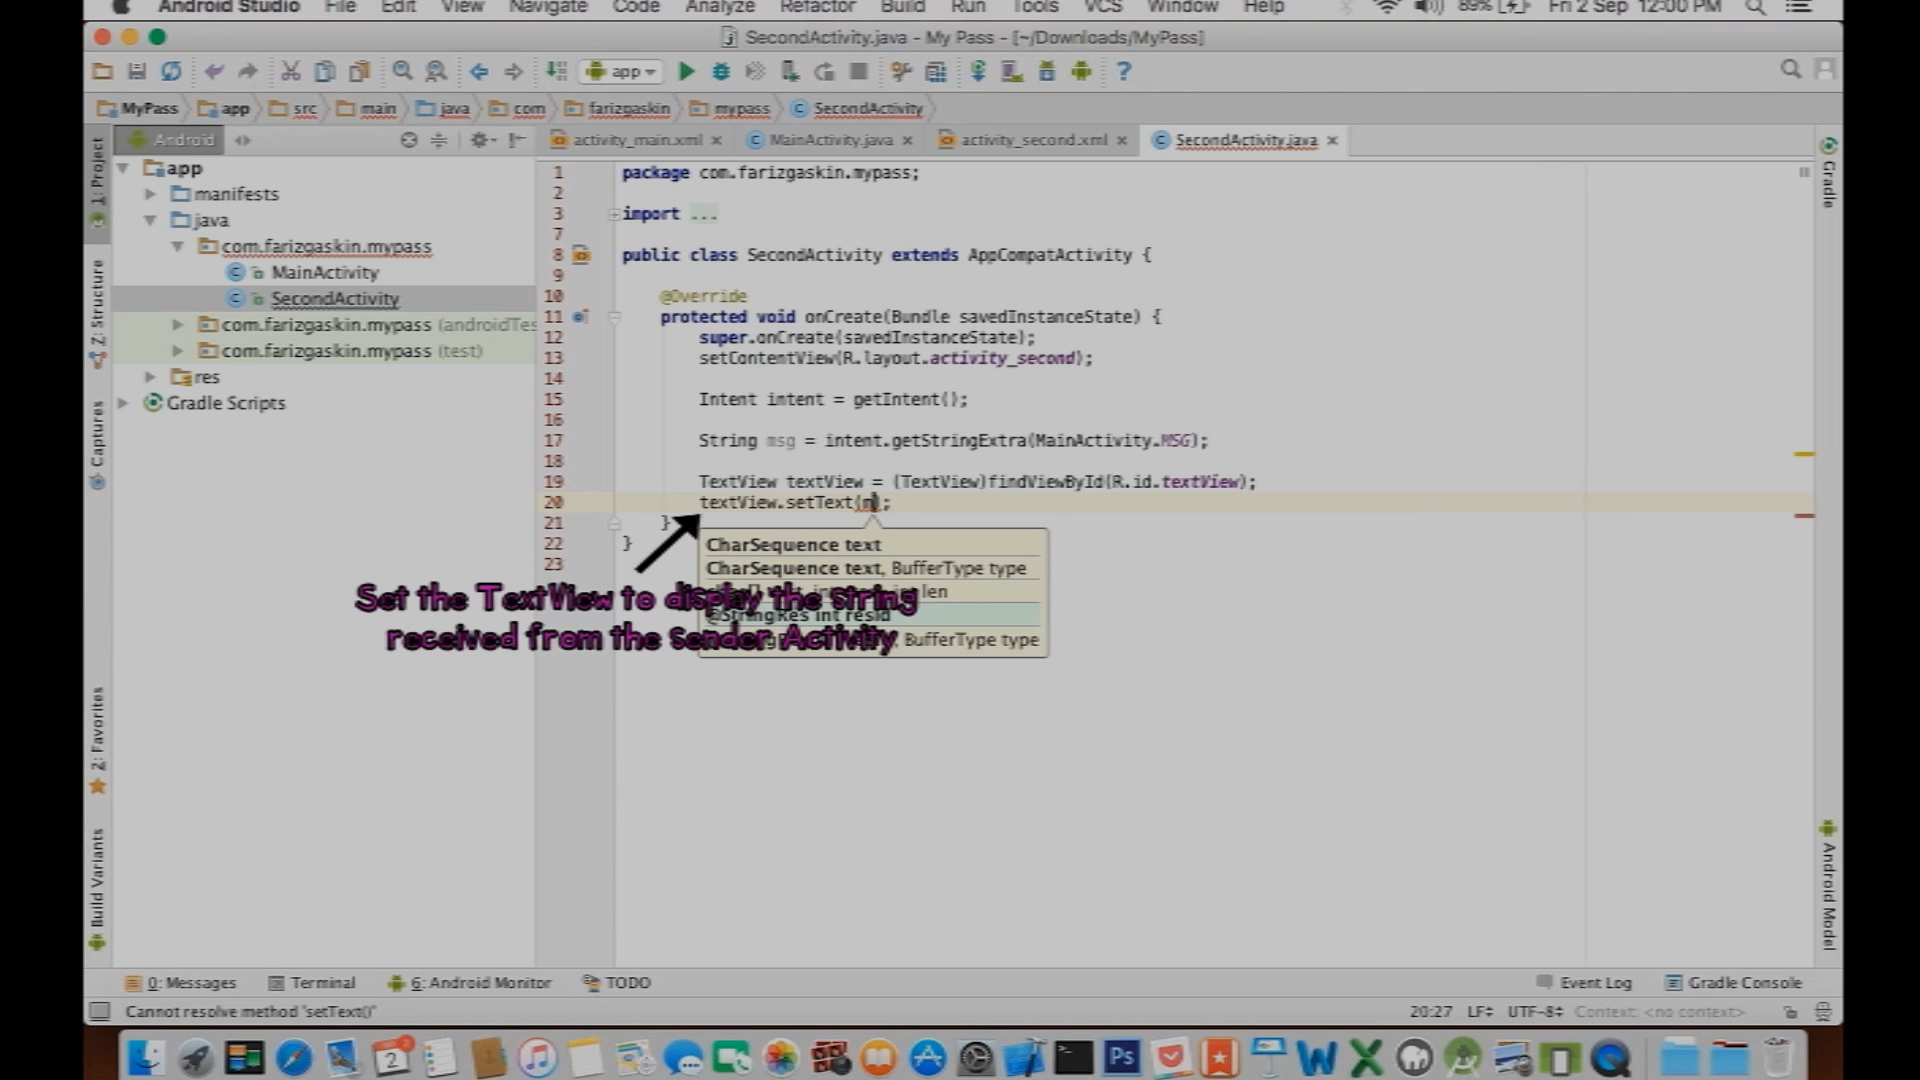 Android Studio File Edit View Navigate Code Analyze Refactor Build Run Tools VCS Window Help 89% Fri 2 Sep 12:00 PM
SecondActivity.java - My Pass - [~/Downloads/MyPass]
app
MyPass app src main java com farizgaskin mypass SecondActivity
Android activity_main.xml MainActivity.java activity_second.xml SecondActivity.java
1: Project
Z: Structure
Captures
2: Favorites
Build Variants
app
manifests
java
com.farizgaskin.mypass
MainActivity
SecondActivity
com.farizgaskin.mypass (androidTes
com.farizgaskin.mypass (test)
res
Gradle Scripts
1 package com.farizgaskin.mypass;
2
3 import ...
7
8 public class SecondActivity extends AppCompatActivity {
9
10 @Override
11 protected void onCreate(Bundle savedInstanceState) {
12 super.onCreate(savedInstanceState);
13 setContentView(R.layout.activity_second);
14
15 Intent intent = getIntent();
16
17 String msg = intent.getStringExtra(MainActivity.MSG);
18
19 TextView textView = (TextView)findViewById(R.id.textView);
20 textView.setText(m);
21 }
22 }
23
CharSequence text
CharSequence text, BufferType type
len
@StringRes int resid
, BufferType type
Set the TextView to display the String
received from the Sender Activity
Gradle
Android Model
0: Messages Terminal 6: Android Monitor TODO Event Log Gradle Console
Cannot resolve method 'setText()' 20:27 LF÷ UTF-8÷ Context: <no context>
2
Ps